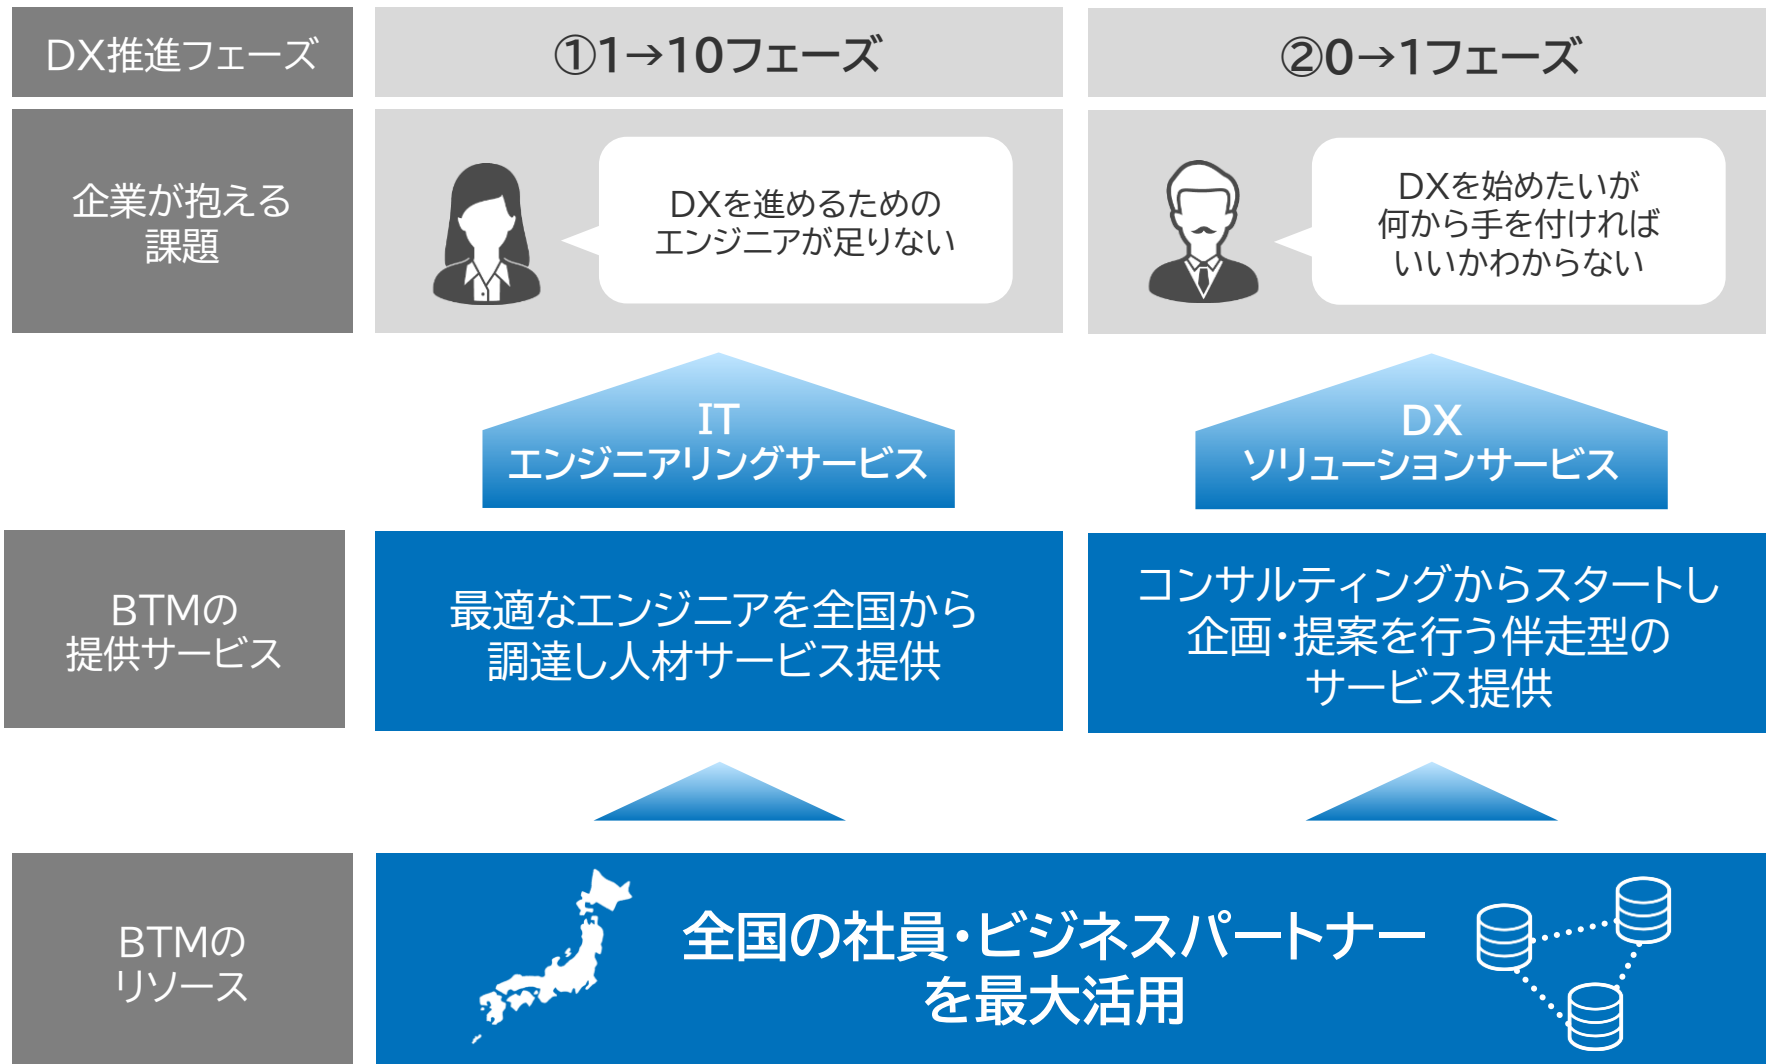 DX推進フェーズ
①1→10フェーズ
②0→1フェーズ
企業が抱える
課題
DXを進めるための
エンジニアが足りない
DXを始めたいが
何から手を付ければ
いいかわからない
IT
エンジニアリングサービス
DX
ソリューションサービス
BTMの
提供サービス
最適なエンジニアを全国から
調達し人材サービス提供
コンサルティングからスタートし
企画・提案を行う伴走型の
サービス提供
BTMの
リソース
全国の社員・ビジネスパートナー
を最大活用